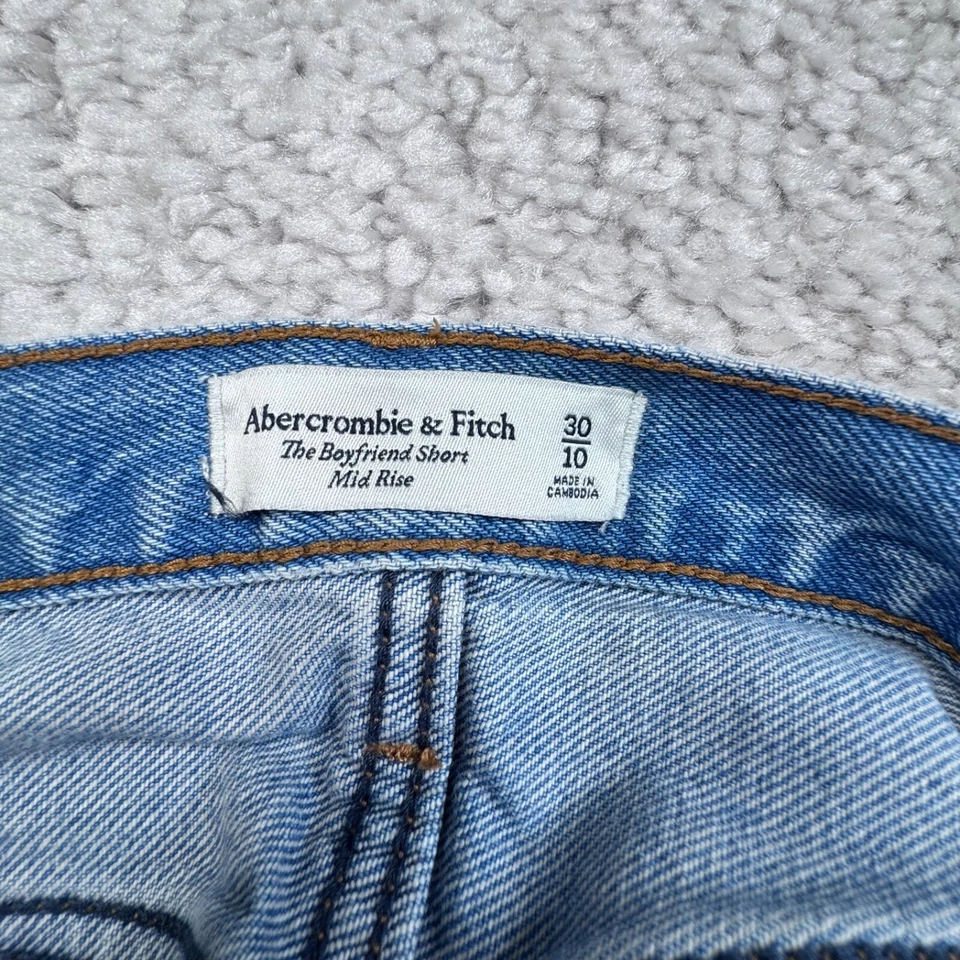 Abercrombie & Fitch
The Boyfriend Short
Mid Rise
30
10
MADE IN
CAMBODIA